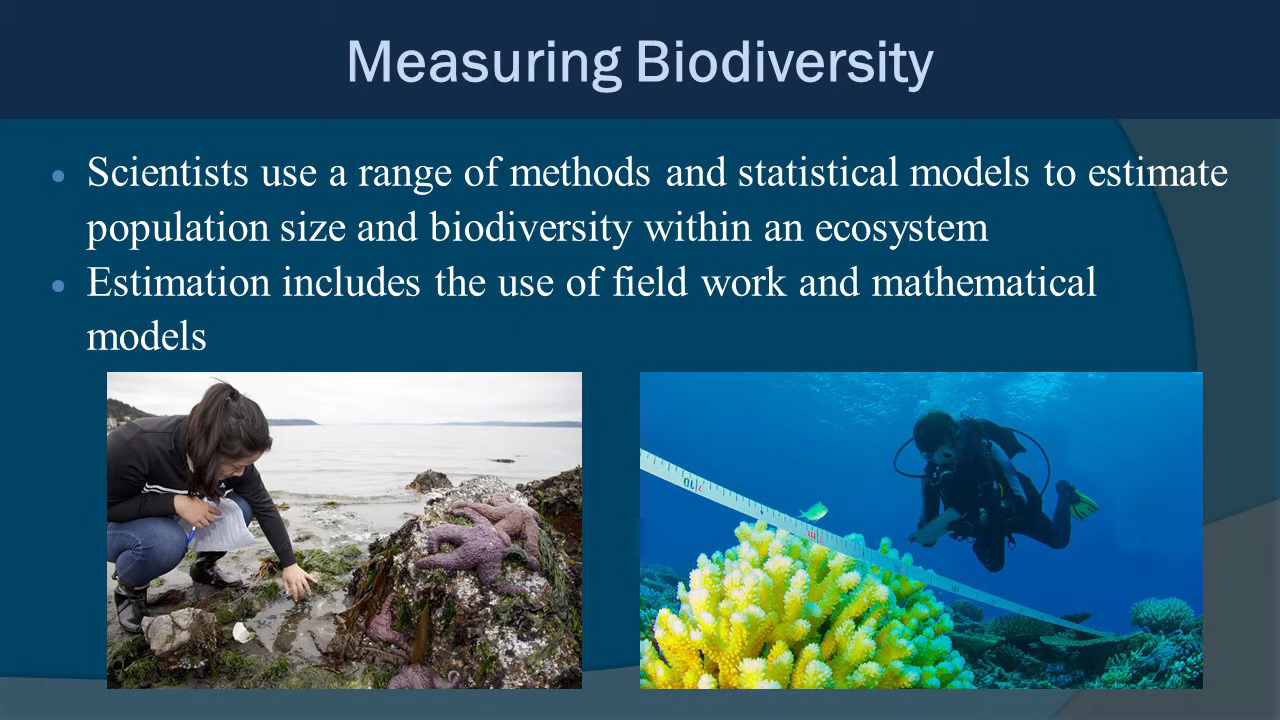 Measuring Biodiversity
Scientists use a range of methods and statistical models to estimate
population size and biodiversity within an ecosystem
Estimation includes the use of field work and mathematical
models